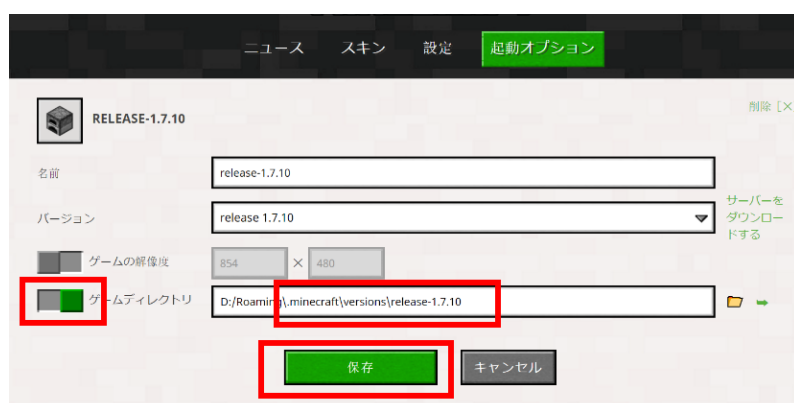 ニュース スキン 設定 起動オプション
削除 [×
RELEASE-1.7.10
名前 release-1.7.10
バージョン release 1.7.10
サーバーを
ダウンロー
ドする
ゲームの解像度 854 × 480
ゲームディレクトリ D:/Roaming\.minecraft\versions\release-1.7.10
保存 キャンセル